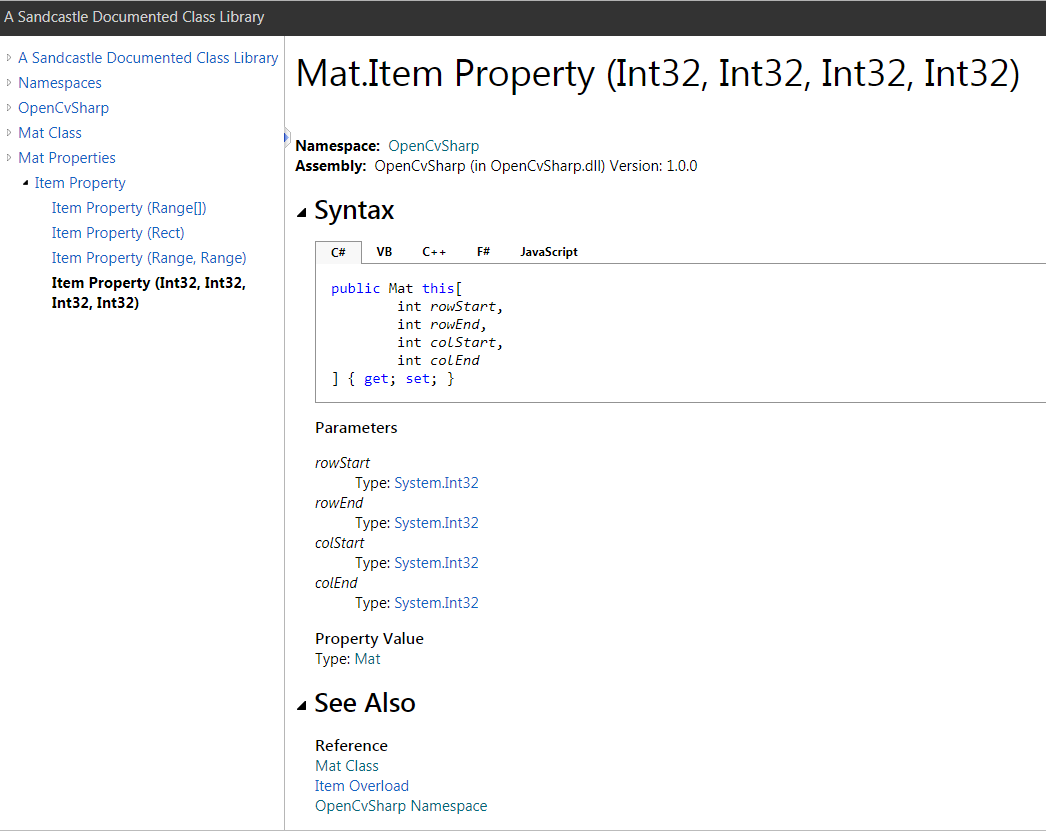 A Sandcastle Documented Class Library
A Sandcastle Documented Class Library
Namespaces
OpenCvSharp
Mat Class
Mat Properties
Item Property
Item Property (Range[])
Item Property (Rect)
Item Property (Range, Range)
Item Property (Int32, Int32,
Int32, Int32)
Mat.Item Property (Int32, Int32, Int32, Int32)
Namespace: OpenCvSharp
Assembly: OpenCvSharp (in OpenCvSharp.dll) Version: 1.0.0
Syntax
C# VB C++ F# JavaScript
public Mat this[
int rowStart,
int rowEnd,
int colStart,
int colEnd
] { get; set; }
Parameters
rowStart
Type: System.Int32
rowEnd
Type: System.Int32
colStart
Type: System.Int32
colEnd
Type: System.Int32
Property Value
Type: Mat
See Also
Reference
Mat Class
Item Overload
OpenCvSharp Namespace